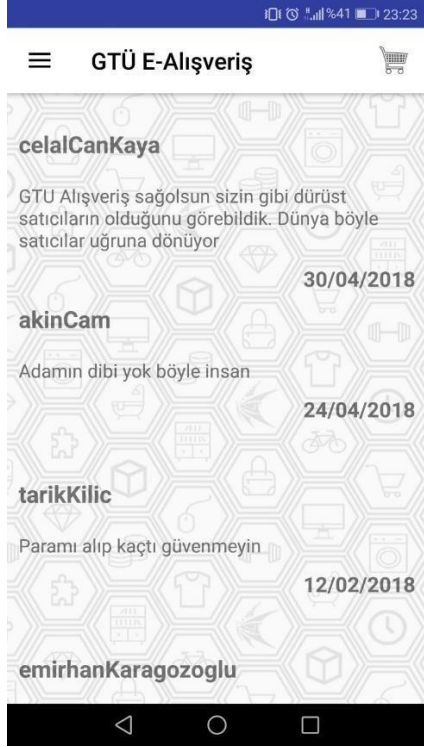 %41 23:23
GTÜ E-Alışveriş
celalCanKaya
GTU Alışveriş sağolsun sizin gibi dürüst
satıcıların olduğunu görebildik. Dünya böyle
satıcılar uğruna dönüyor
30/04/2018
akinCam
Adamın dibi yok böyle insan
24/04/2018
tarikKilic
Paramı alıp kaçtı güvenmeyin
12/02/2018
emirhanKaragozoglu